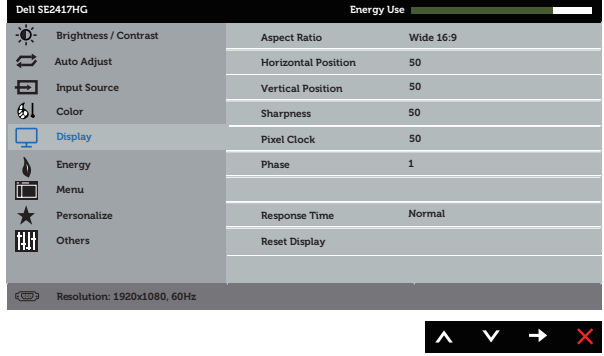 Dell SE2417HG Energy Use
Brightness / Contrast
Auto Adjust
Input Source
Color
Display
Energy
Menu
Personalize
Others
Aspect Ratio Wide 16:9
Horizontal Position 50
Vertical Position 50
Sharpness 50
Pixel Clock 50
Phase 1
Response Time Normal
Reset Display
Resolution: 1920x1080, 60Hz